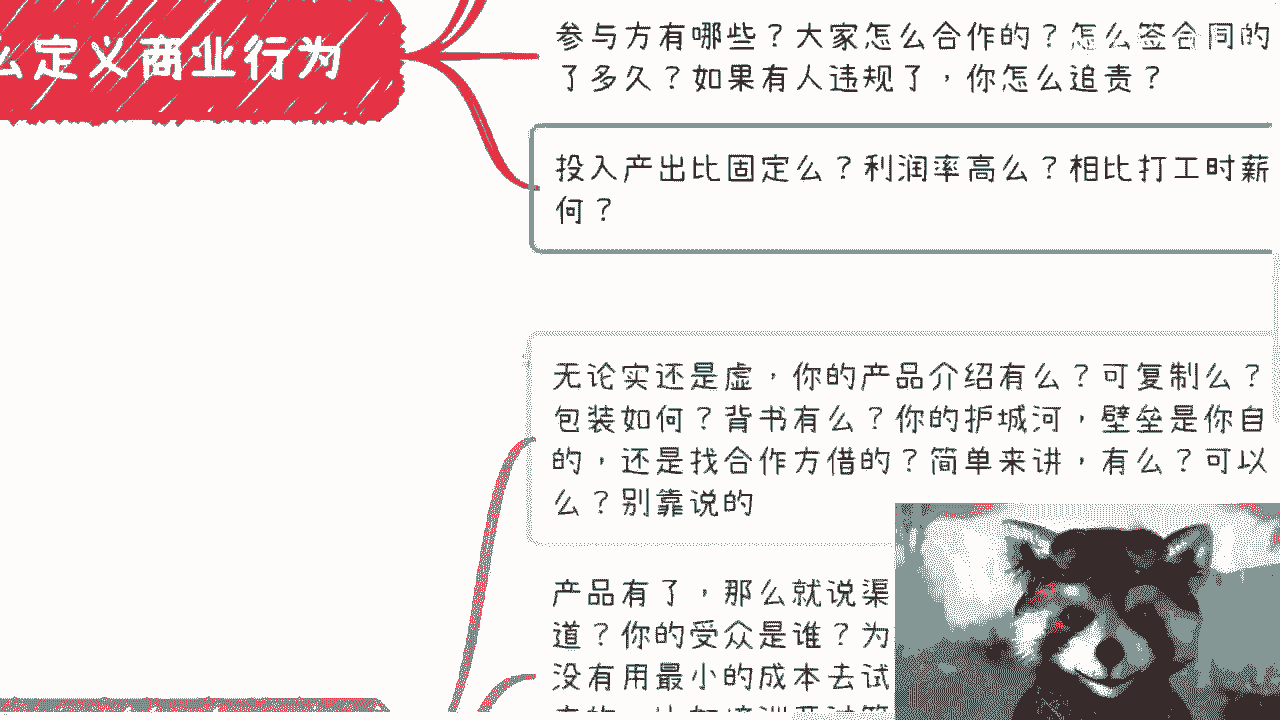 么定义商业行为
参与方有哪些？大家怎么合作的？怎么签合同的
了多久？如果有人违规了，你怎么追责？
投入产出比固定么？利润率高么？相比打工时薪
何？
无论实还是虚，你的产品介绍有么？可复制么？
包装如何？背书有么？你的护城河，壁垒是你自
的，还是找合作方借的？简单来讲，有么？可以
么？别靠说的
产品有了，那么就说渠
道？你的受众是谁？为
没有用最小的成本去试